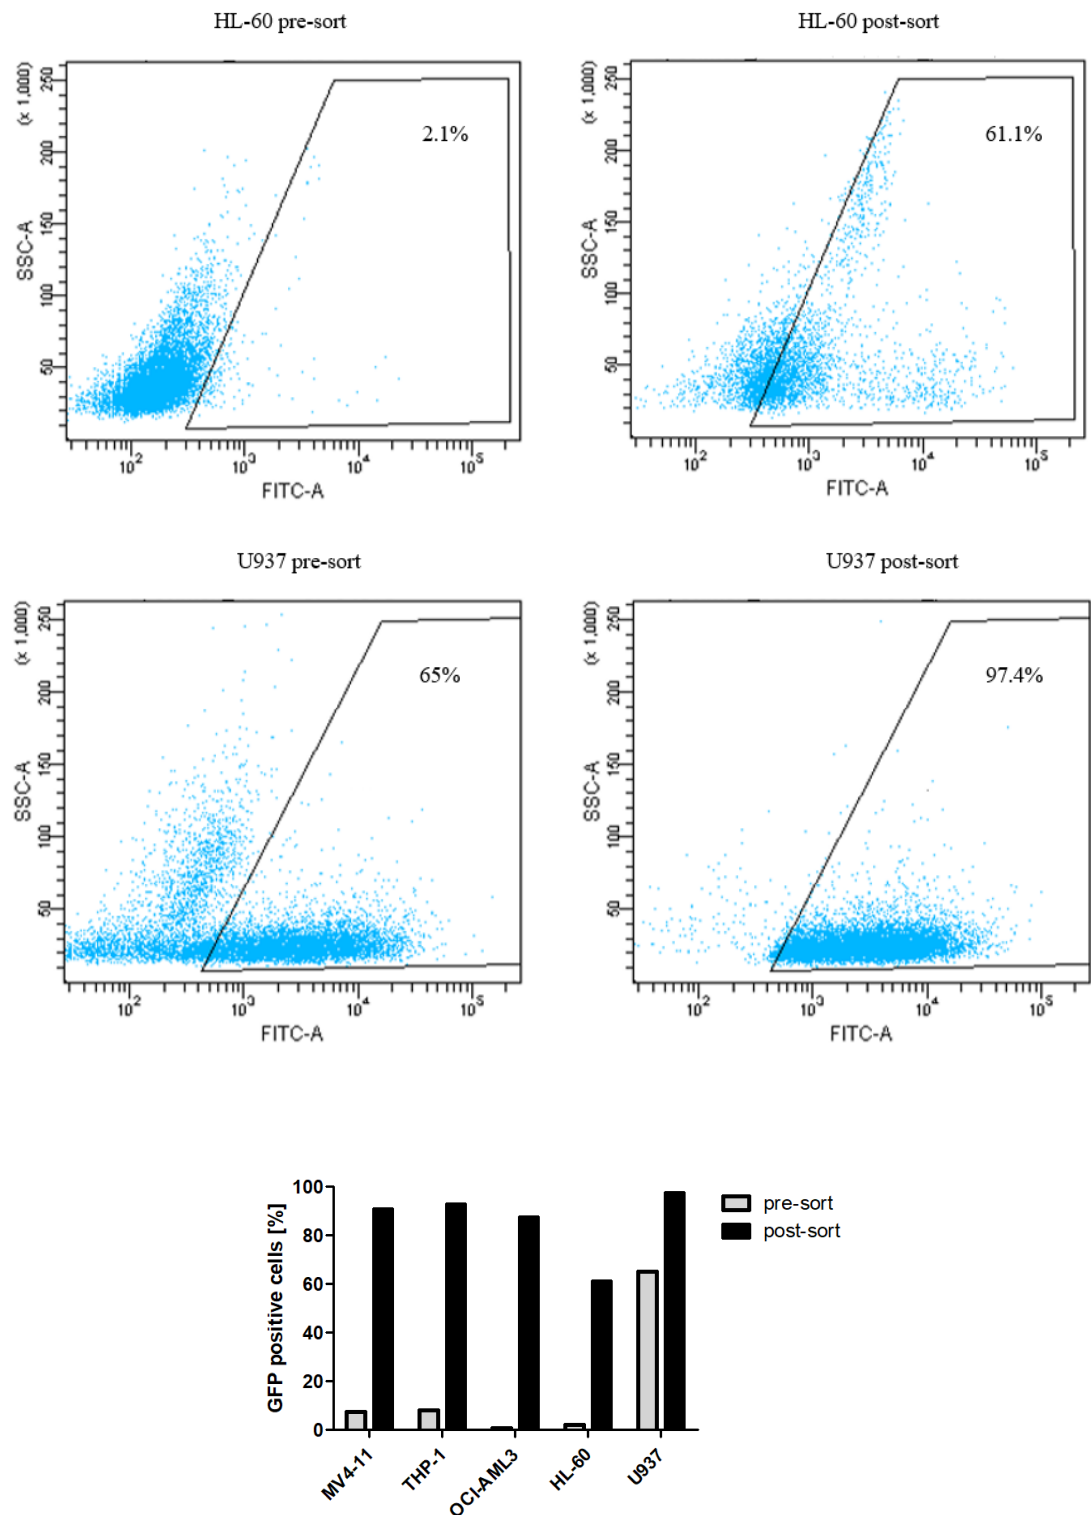 HL-60 pre-sort
HL-60 post-sort
(x 1,000)
250
200
150
100
50
SSC-A
2.1%
10²
10³
10⁴
10⁵
FITC-A
(x 1,000)
250
200
150
100
50
SSC-A
61.1%
10²
10³
10⁴
10⁵
FITC-A
U937 pre-sort
U937 post-sort
(x 1,000)
250
200
150
100
50
SSC-A
65%
10²
10³
10⁴
10⁵
FITC-A
(x 1,000)
250
200
150
100
50
SSC-A
97.4%
10²
10³
10⁴
10⁵
FITC-A
GFP positive cells [%]
100
80
60
40
20
0
MV4-11
THP-1
OCI-AML3
HL-60
U937
pre-sort
post-sort